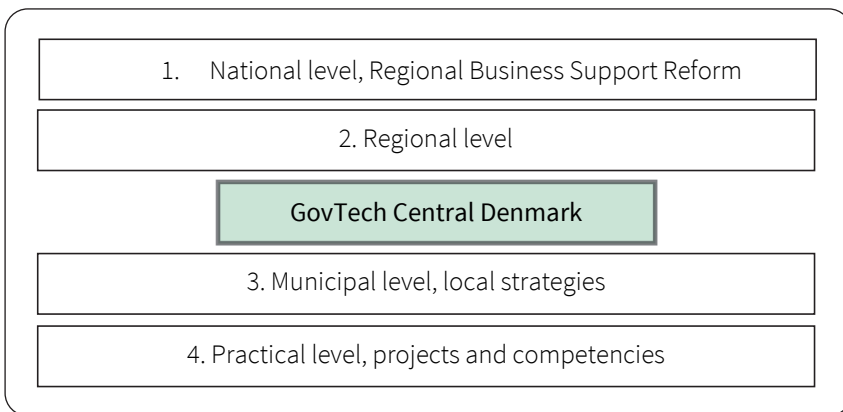 1. National level, Regional Business Support Reform
2. Regional level
GovTech Central Denmark
3. Municipal level, local strategies
4. Practical level, projects and competencies